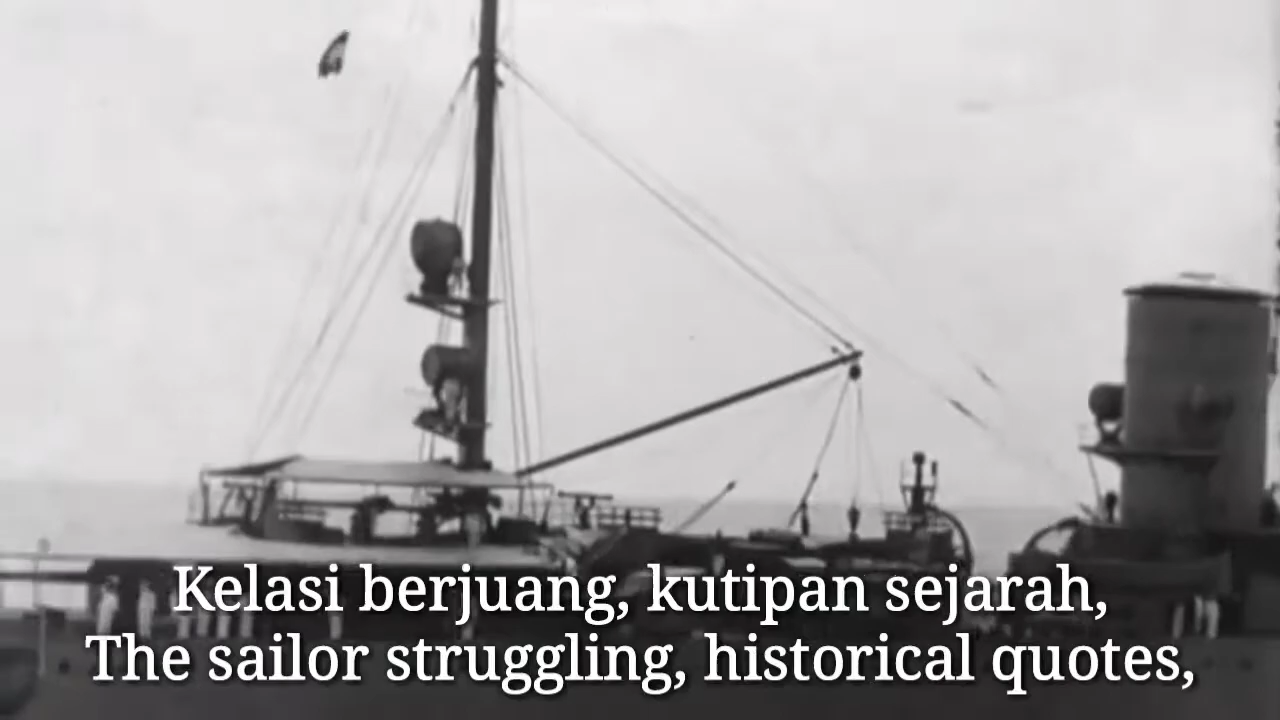 Kelasi berjuang, kutipan sejarah,
The sailor struggling, historical quotes,